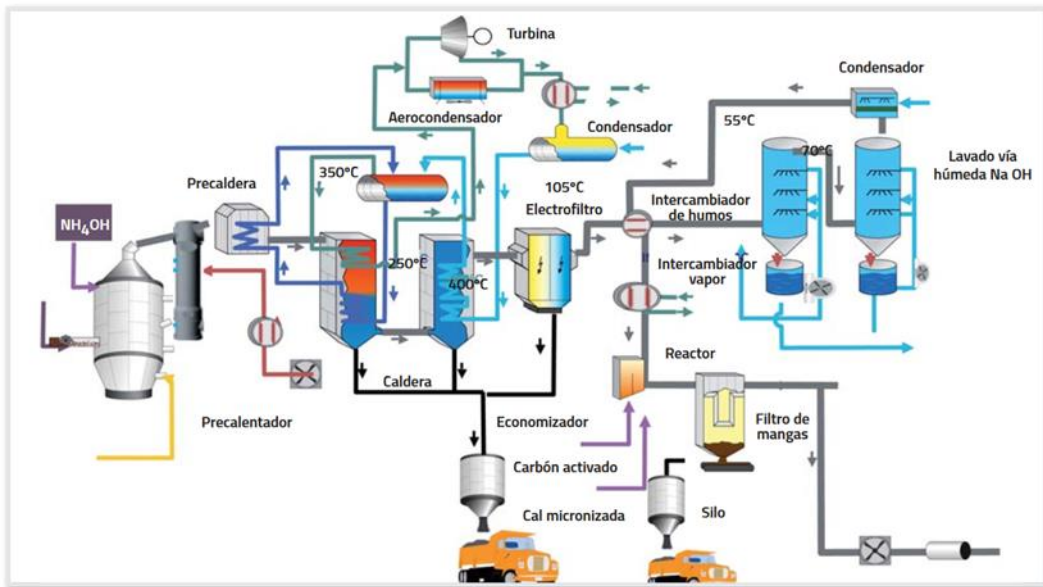 Turbina
Condensador
Aerocondensador
Condensador
55°C
70°C
Lavado vía
húmeda Na OH
350°C
Precaldera
105°C
Electrofiltro
Intercambiador
de humos
NH4OH
250°C
400°C
Intercambiador
vapor
Reactor
Caldera
Precalentador
Economizador
Filtro de
mangas
Carbón activado
Cal micronizada
Silo